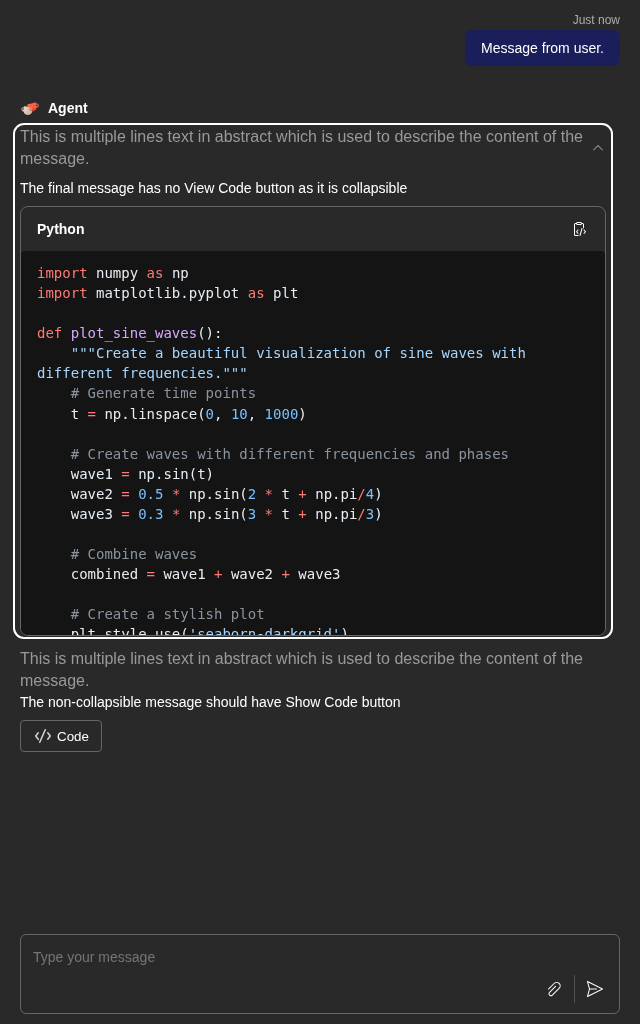 Just now
Message from user.
Agent
This is multiple lines text in abstract which is used to describe the content of the
message.
The final message has no View Code button as it is collapsible
Python
import numpy as np
import matplotlib.pyplot as plt
def plot_sine_waves():
"""Create a beautiful visualization of sine waves with
different frequencies."""
# Generate time points
t = np.linspace(0, 10, 1000)
# Create waves with different frequencies and phases
wave1 = np.sin(t)
wave2 = 0.5 * np.sin(2 * t + np.pi/4)
wave3 = 0.3 * np.sin(3 * t + np.pi/3)
# Combine waves
combined = wave1 + wave2 + wave3
# Create a stylish plot
plt.style.use('seaborn-darkgrid')
This is multiple lines text in abstract which is used to describe the content of the
message.
The non-collapsible message should have Show Code button
Code
Type your message